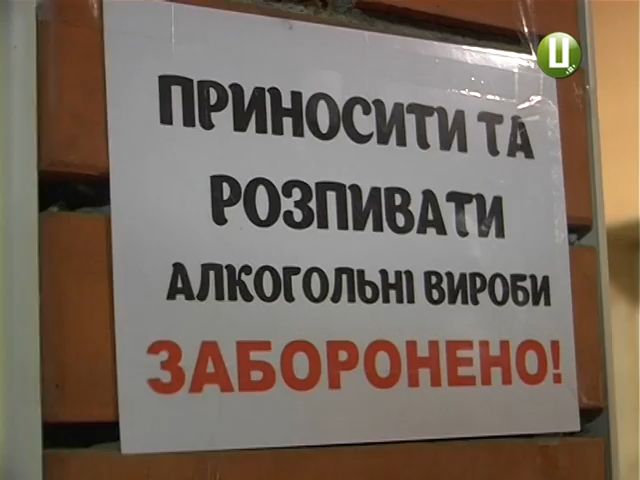 Ц
ПРИНОСИТИ ТА
РОЗПИВАТИ
АЛКОГОЛЬНІ ВИРОБИ
ЗАБОРОНЕНО!